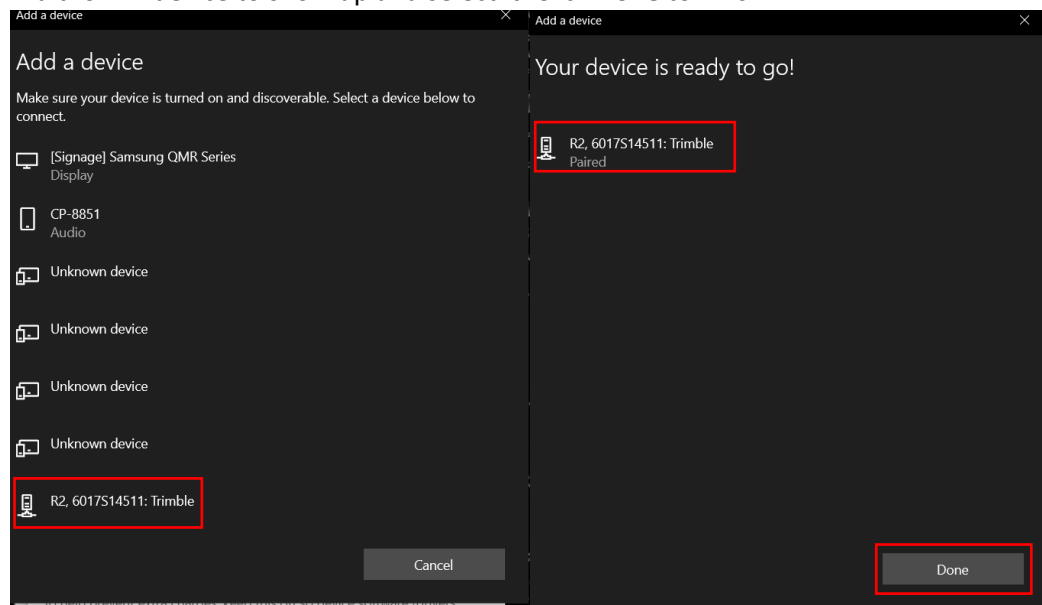 Add a device
Add a device
Make sure your device is turned on and discoverable. Select a device below to
connect.
[Signage] Samsung QMR Series
Display
CP-8851
Audio
Unknown device
Unknown device
Unknown device
Unknown device
R2, 6017S14511: Trimble
Cancel
Add a device
Your device is ready to go!
R2, 6017S14511: Trimble
Paired
Done